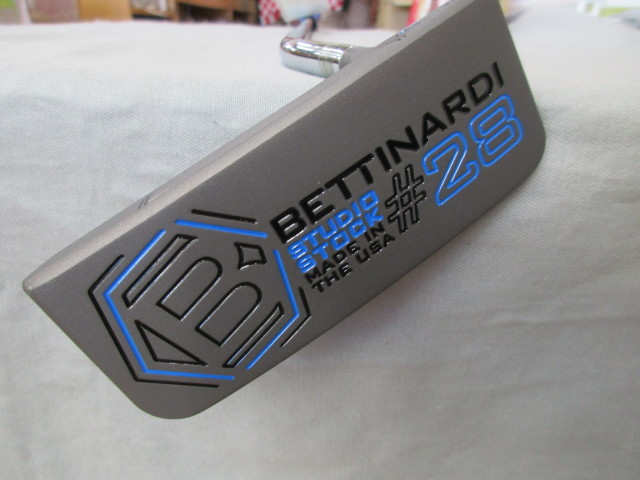 BETTINARDI
STUDIO
STOCK
#28
MADE IN
THE USA
B